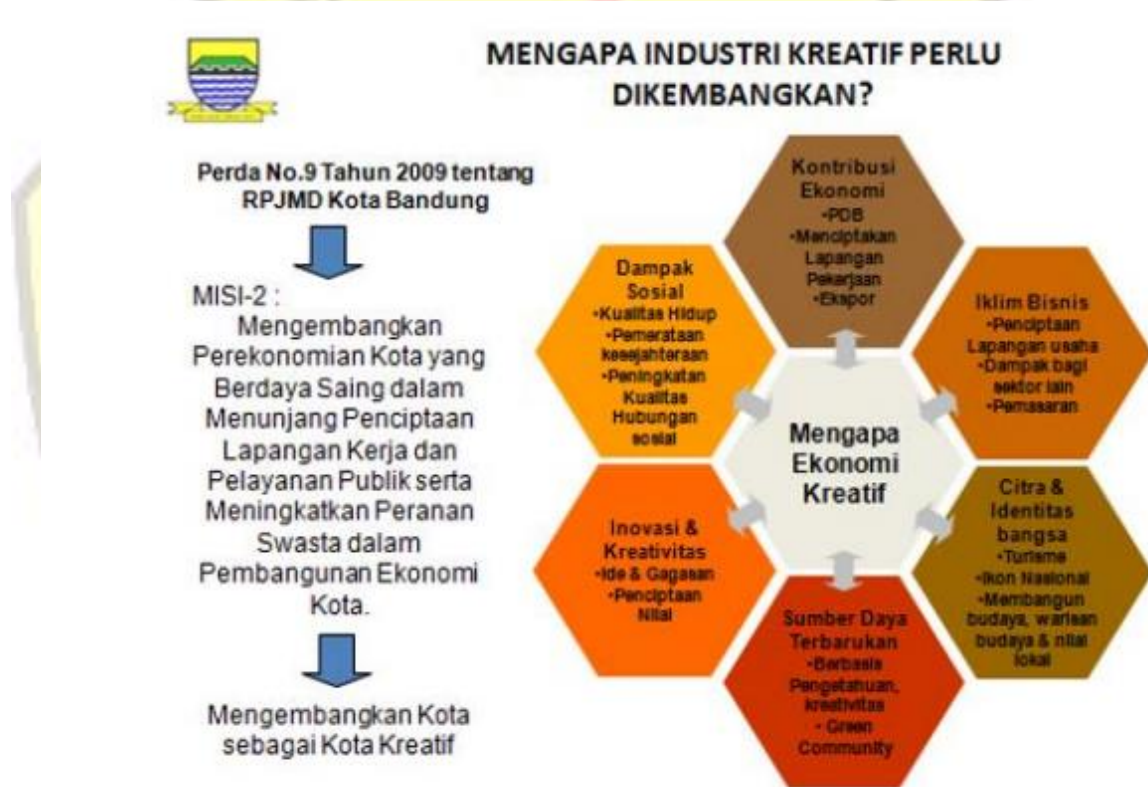 MENGAPA INDUSTRI KREATIF PERLU
DIKEMBANGKAN?
Perda No.9 Tahun 2009 tentang
RPJMD Kota Bandung
MISI-2 :
Mengembangkan
Perekonomian Kota yang
Berdaya Saing dalam
Menunjang Penciptaan
Lapangan Kerja dan
Pelayanan Publik serta
Meningkatkan Peranan
Swasta dalam
Pembangunan Ekonomi
Kota.
Mengembangkan Kota
sebagai Kota Kreatif
Kontribusi
Ekonomi
•PDB
•Menciptakan
Lapangan
Pekerjaan
•Ekspor
Iklim Bisnis
•Penciptaan
Lapangan usaha
•Dampak bagi
sektor lain
•Pemasaran
Citra &
Identitas
bangsa
•Turisme
•Ikon Nasional
•Membangun
budaya, warisan
budaya & nilai
lokal
Sumber Daya
Terbarukan
•Berbasis
Pengetahuan,
kreativitas
• Green
Community
Inovasi &
Kreativitas
•Ide & Gagasan
•Penciptaan
Nilai
Dampak
Sosial
•Kualitas Hidup
•Pemerataan
kesejahteraan
•Peningkatan
Kualitas
Hubungan
sosial
Mengapa
Ekonomi
Kreatif